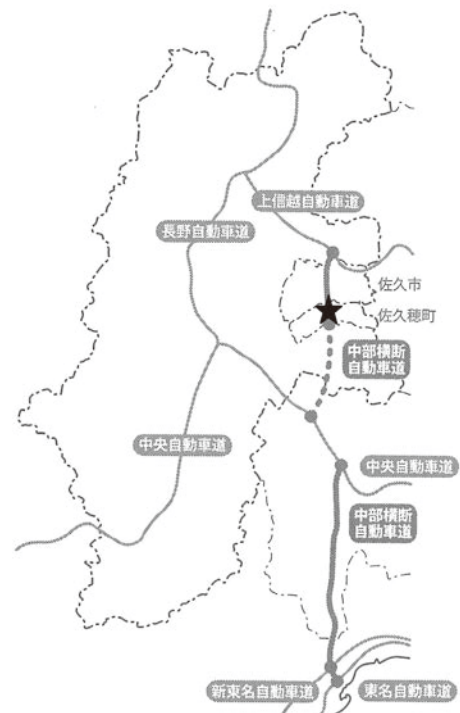 上信越自動車道
長野自動車道
佐久市
佐久穂町
中部横断
自動車道
中央自動車道
中央自動車道
中部横断
自動車道
新東名自動車道
東名自動車道